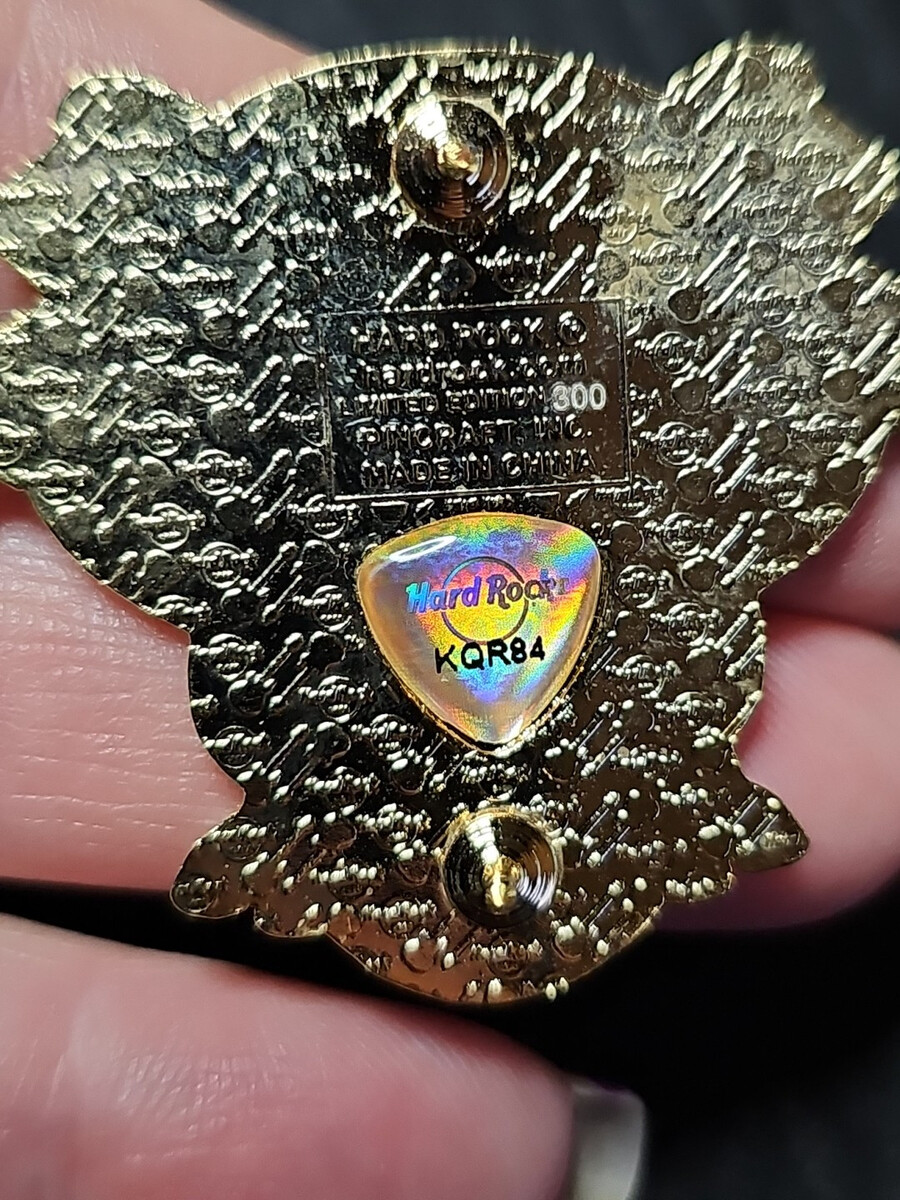 HARD ROCK ©
hardrock.com
LIMITED EDITION 300
PINCRAFT, INC.
MADE IN CHINA
Hard Rock
KQR84